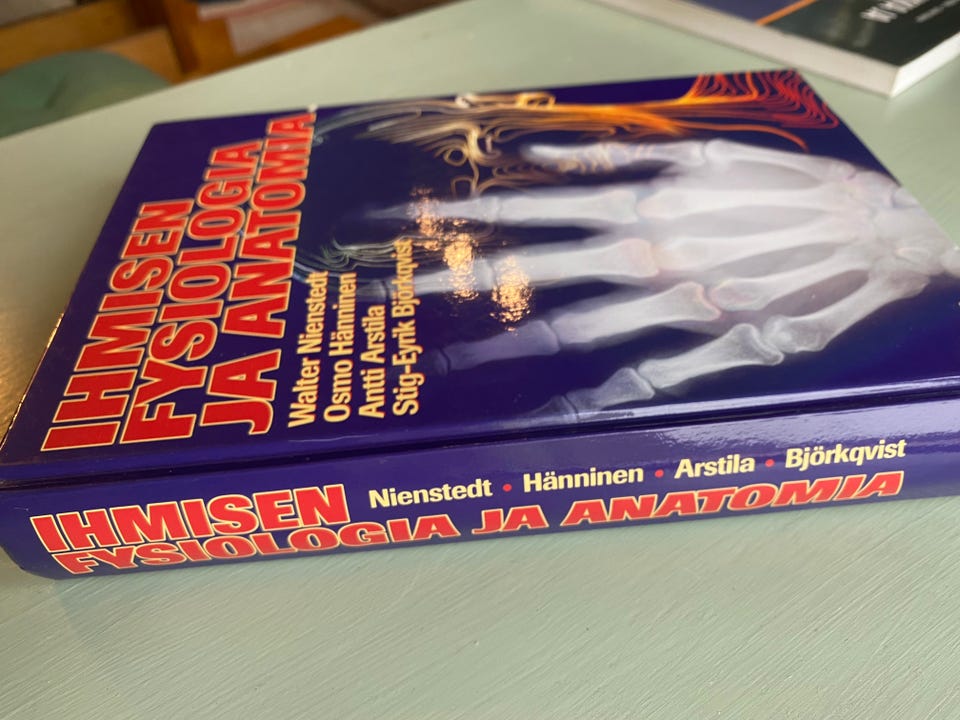 IHMISEN
FYSIOLOGIA
JA ANATOMIA
Walter Nienstedt
Osmo Hänninen
Antti Arstila
Stig-Eyrik Björkqvist
IHMISEN Nienstedt • Hänninen • Arstila • Björkqvist
FYSIOLOGIA JA ANATOMIA